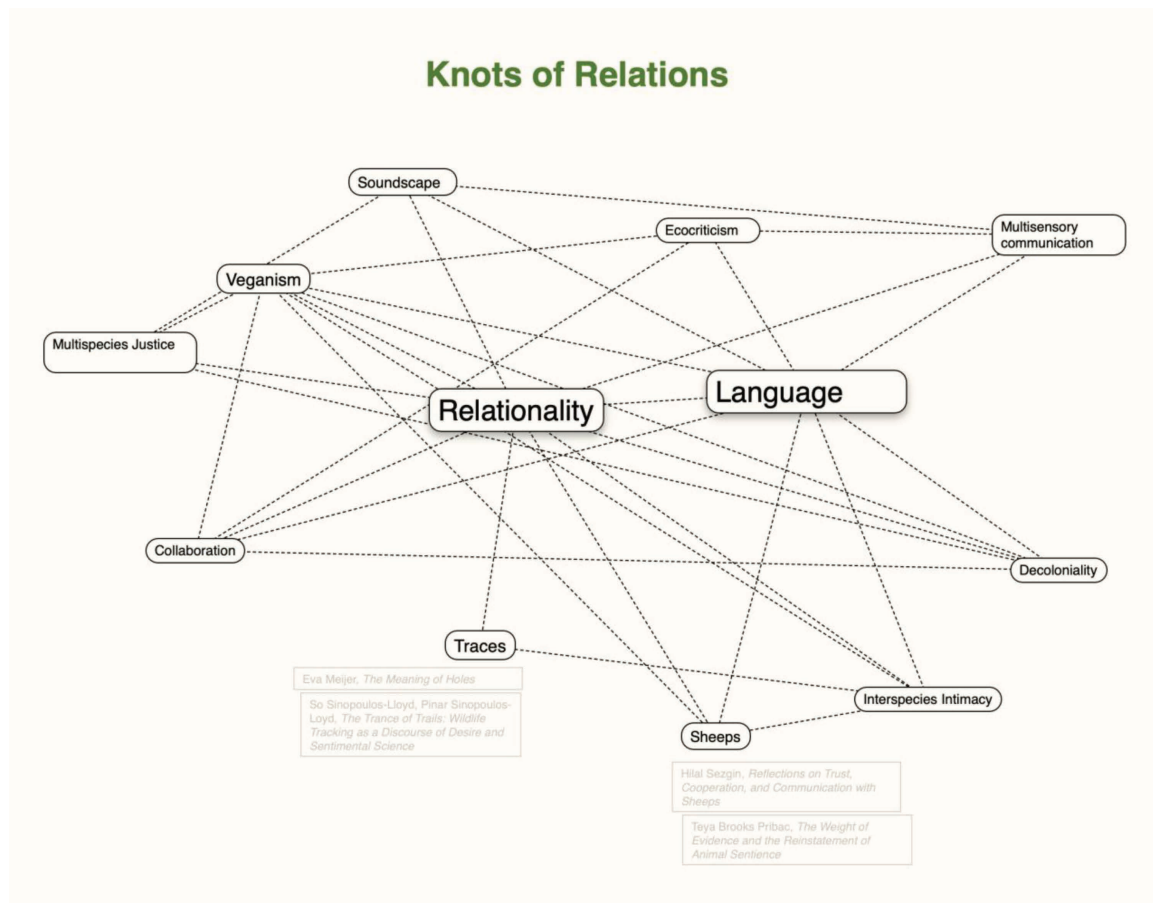 Knots of Relations
Soundscape
Ecocriticism
Multisensory
communication
Veganism
Multispecies Justice
Language
Relationality
Collaboration
Decoloniality
Traces
Eva Meijer, The Meaning of Holes
So Sinopoulos-Lloyd, Pinar Sinopoulos-
Loyd, The Trance of Trails: Wildlife
Tracking as a Discourse of Desire and
Sentimental Science
Interspecies Intimacy
Sheeps
Hilal Sezgin, Reflections on Trust,
Cooperation, and Communication with
Sheeps
Teya Brooks Pribac, The Weight of
Evidence and the Reinstatement of
Animal Sentience